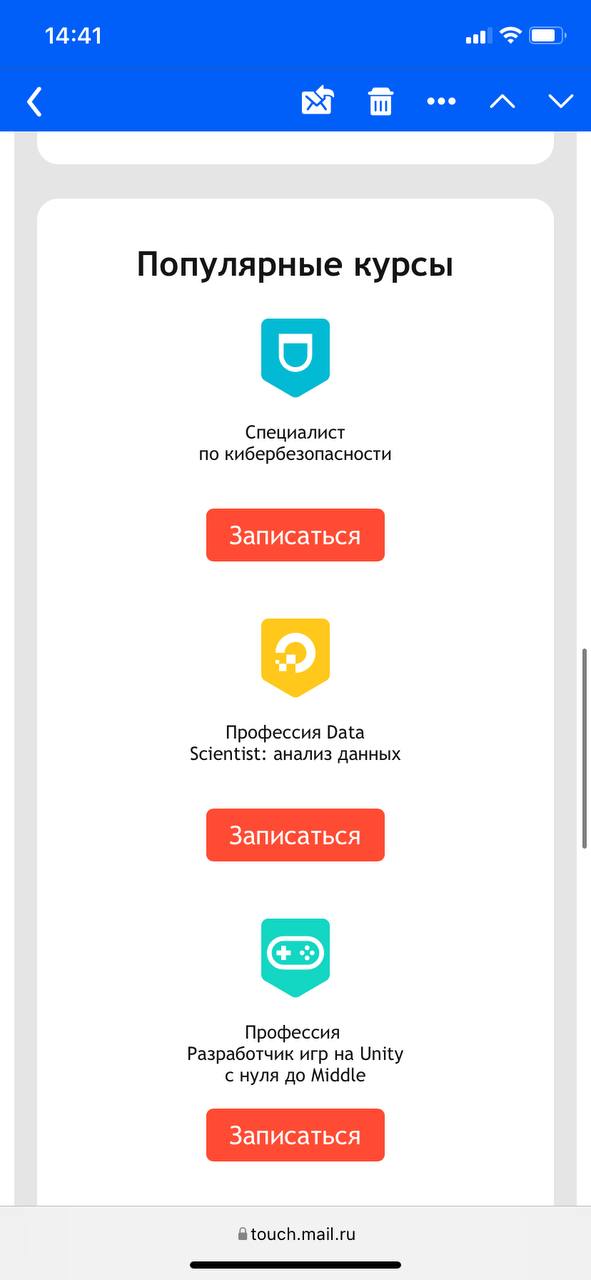 14:41
Популярные курсы
Специалист
по кибербезопасности
Записаться
Профессия Data
Scientist: анализ данных
Записаться
Профессия
Разработчик игр на Unity
с нуля до Middle
Записаться
touch.mail.ru